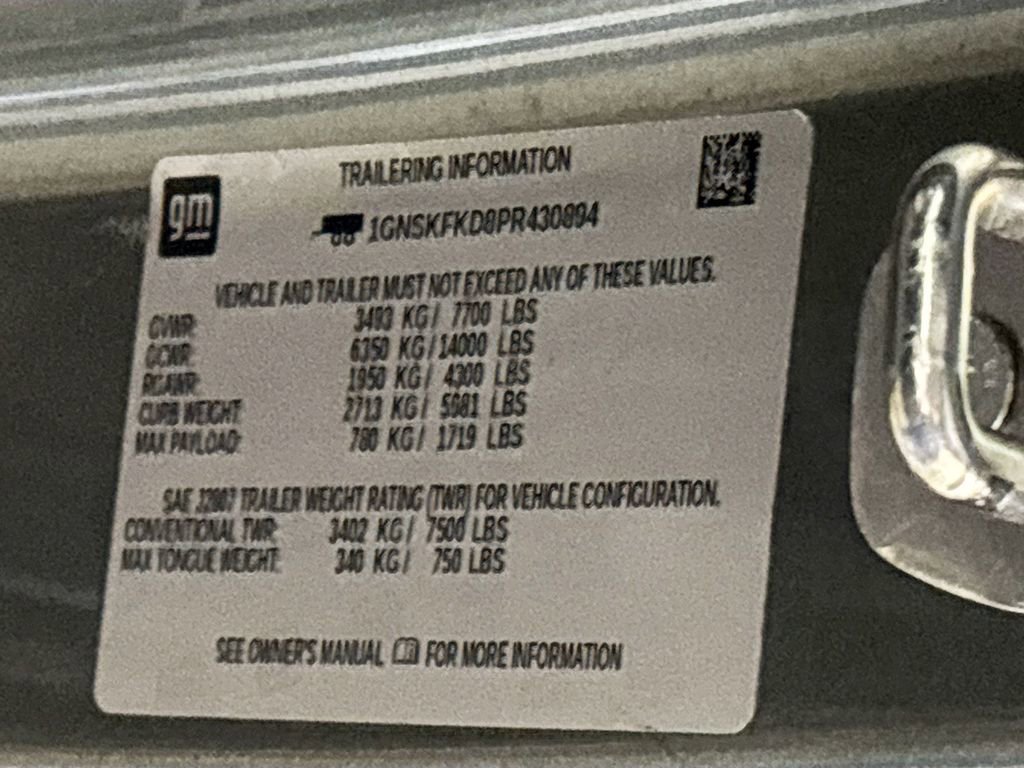 gm
TRAILERING INFORMATION
1GNSKFKD8PR430894
VEHICLE AND TRAILER MUST NOT EXCEED ANY OF THESE VALUES.
GVWR: 3493 KG/ 7700 LBS
GCWR: 6350 KG/14000 LBS
RGAWR: 1950 KG/ 4300 LBS
CURB WEIGHT: 2713 KG/ 5981 LBS
MAX PAYLOAD: 780 KG/ 1719 LBS
SAE J2807 TRAILER WEIGHT RATING (TWR) FOR VEHICLE CONFIGURATION.
CONVENTIONAL TWR: 3402 KG/ 7500 LBS
MAX TONGUE WEIGHT: 340 KG/ 750 LBS
SEE OWNER'S MANUAL FOR MORE INFORMATION